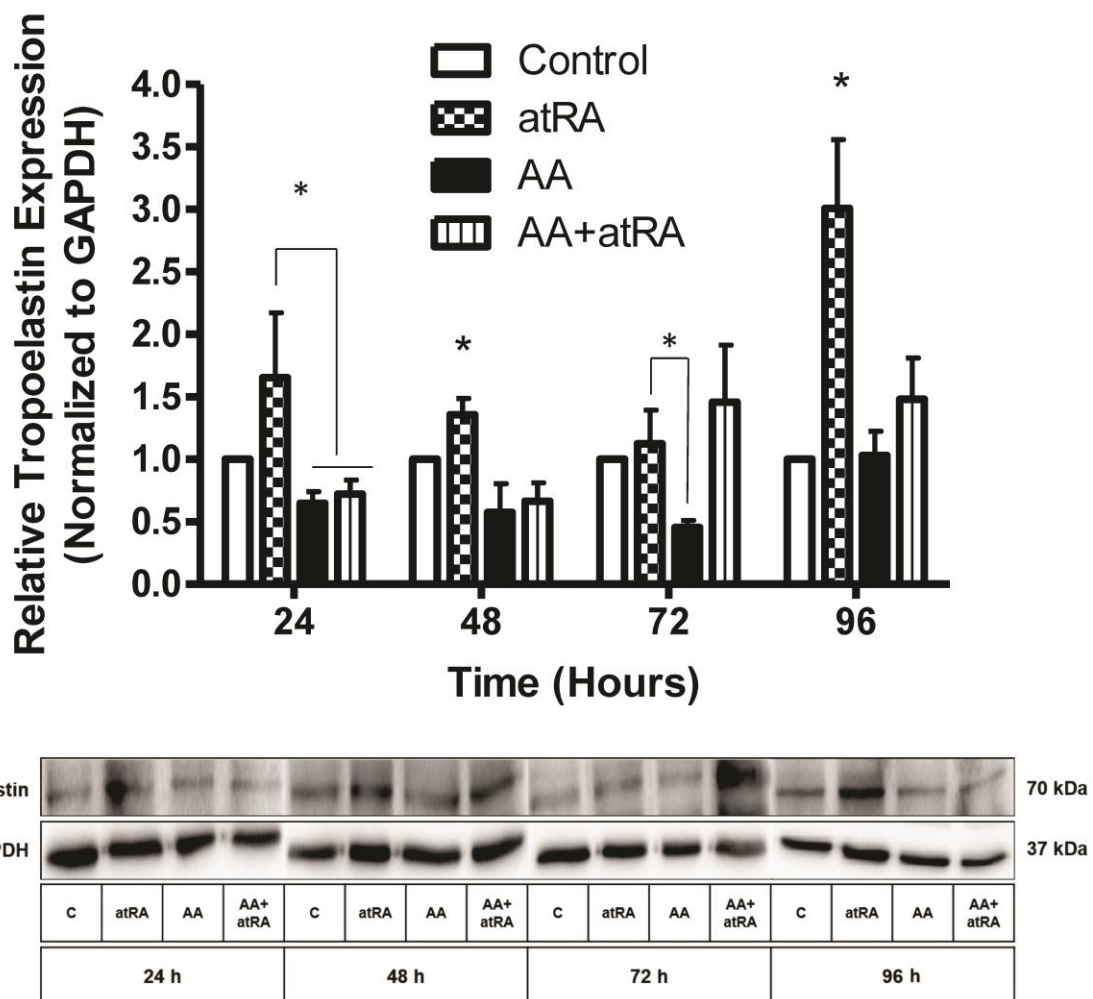 Relative Tropoelastin Expression
(Normalized to GAPDH)
Control
atRA
AA
AA+atRA
4.0
3.5
3.0
2.5
2.0
1.5
1.0
0.5
0.0
*
*
*
*
24 48 72 96
Time (Hours)
stin 70 kDa
PDH 37 kDa
C atRA AA AA+ atRA C atRA AA AA+ atRA C atRA AA AA+ atRA C atRA AA AA+ atRA
24 h 48 h 72 h 96 h